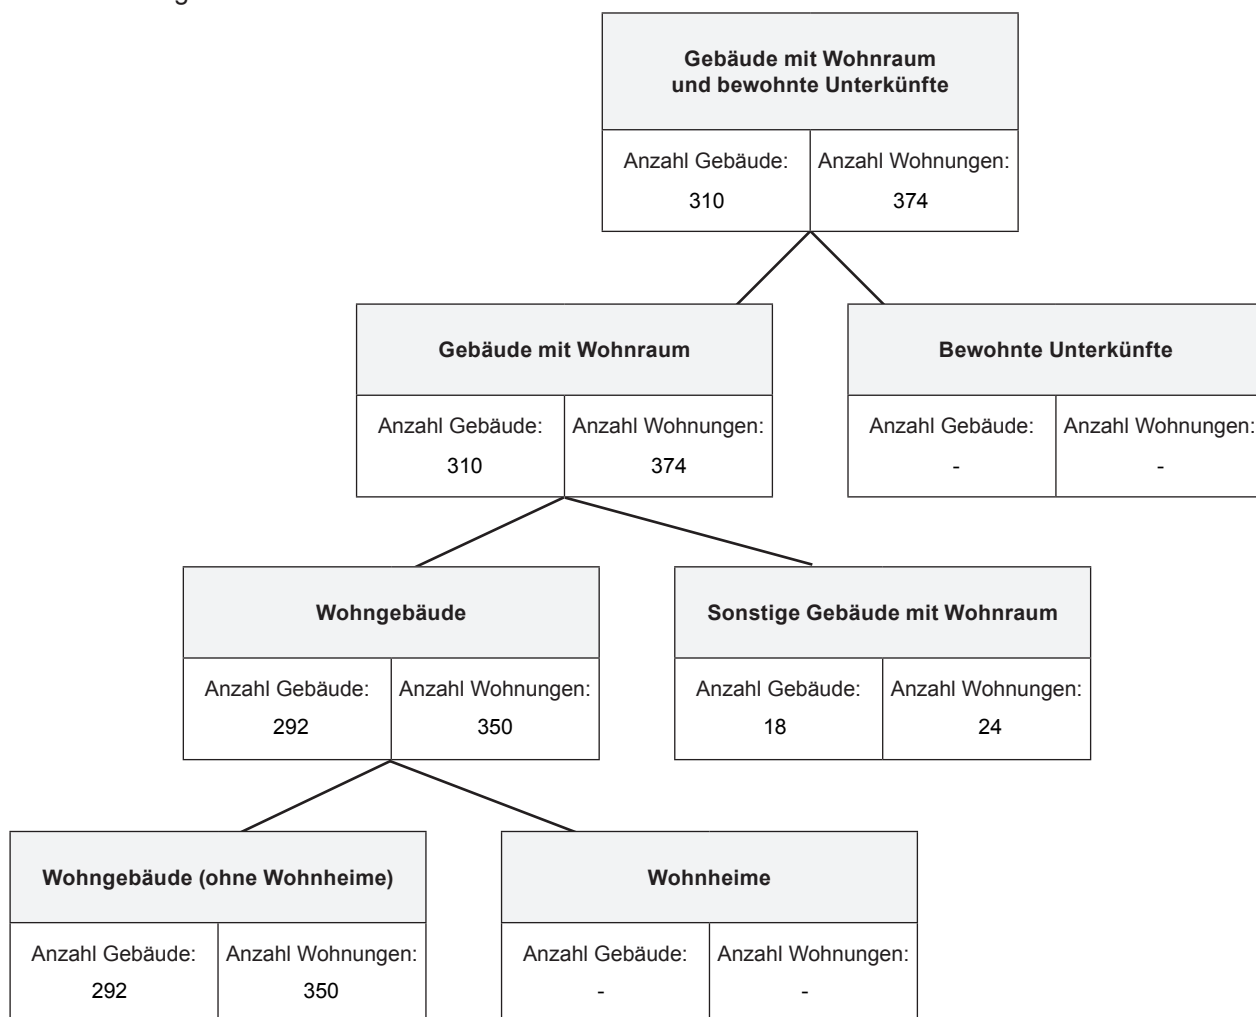 Gebäude mit Wohnraum
und bewohnte Unterkünfte
Anzahl Gebäude: Anzahl Wohnungen:
310 374
Gebäude mit Wohnraum Bewohnte Unterkünfte
Anzahl Gebäude: Anzahl Wohnungen: Anzahl Gebäude: Anzahl Wohnungen:
310 374 - -
Wohngebäude Sonstige Gebäude mit Wohnraum
Anzahl Gebäude: Anzahl Wohnungen: Anzahl Gebäude: Anzahl Wohnungen:
292 350 18 24
Wohngebäude (ohne Wohnheime) Wohnheime
Anzahl Gebäude: Anzahl Wohnungen: Anzahl Gebäude: Anzahl Wohnungen:
292 350 - -